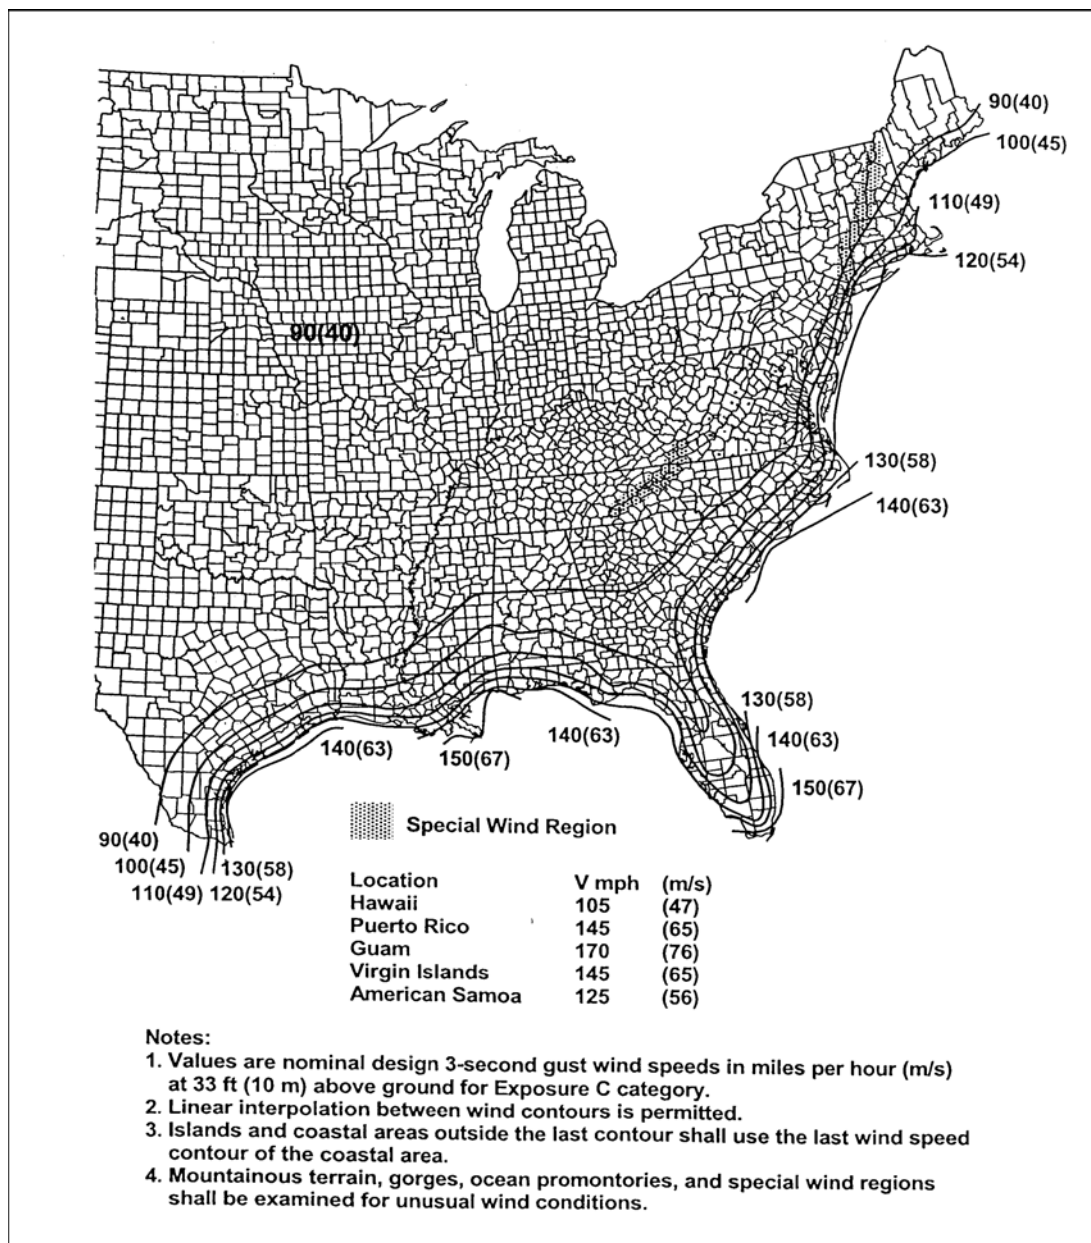 90(40)
100(45)
110(49)
120(54)
90(40)
130(58)
140(63)
130(58)
140(63)
150(67)
140(63)
150(67)
140(63)
90(40)
100(45)
110(49)
120(54)
130(58)
Special Wind Region
Location V mph (m/s)
Hawaii 105 (47)
Puerto Rico 145 (65)
Guam 170 (76)
Virgin Islands 145 (65)
American Samoa 125 (56)
Notes:
1. Values are nominal design 3-second gust wind speeds in miles per hour (m/s)
at 33 ft (10 m) above ground for Exposure C category.
2. Linear interpolation between wind contours is permitted.
3. Islands and coastal areas outside the last contour shall use the last wind speed
contour of the coastal area.
4. Mountainous terrain, gorges, ocean promontories, and special wind regions
shall be examined for unusual wind conditions.